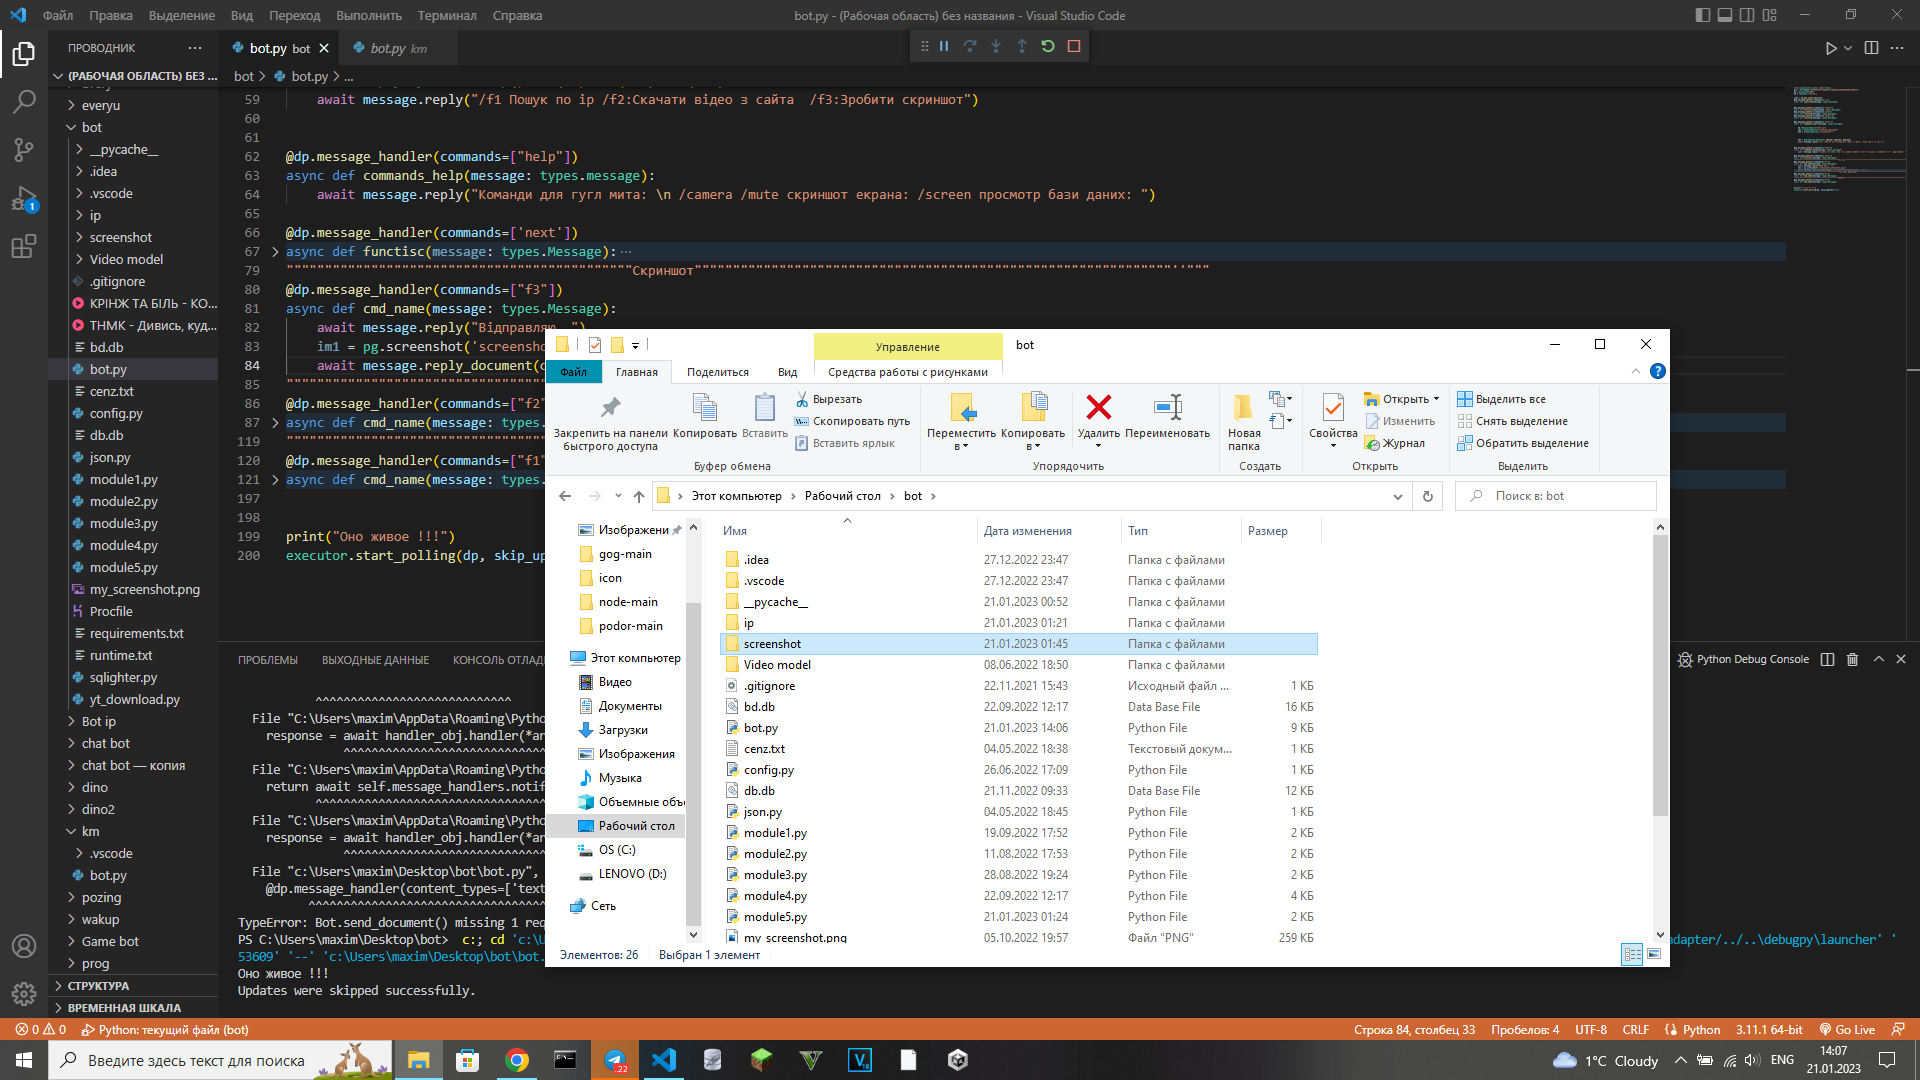 Файл Правка Выделение Вид Переход Выполнить Терминал Справка
bot.py - (Рабочая область) без названия - Visual Studio Code
ПРОВОДНИК
(РАБОЧАЯ ОБЛАСТЬ) БЕЗ ...
everyu
bot
__pycache__
.idea
.vscode
ip
screenshot
Video model
.gitignore
КРІНЖ ТА БІЛЬ - КО...
ТНМК - Дивись, куд...
bd.db
bot.py
cenz.txt
config.py
db.db
json.py
module1.py
module2.py
module3.py
module4.py
module5.py
my_screenshot.png
Procfile
requirements.txt
runtime.txt
sqlighter.py
yt_download.py
Bot ip
chat bot
chat bot — копия
dino
dino2
km
.vscode
bot.py
pozing
wakup
Game bot
prog
СТРУКТУРА
ВРЕМЕННАЯ ШКАЛА
bot.py bot
bot.py km
bot > bot.py > ...
59 await message.reply("/f1 Пошук по ip /f2:Скачати відео з сайта /f3:Зробити скриншот")
60
61
62 @dp.message_handler(commands=["help"])
63 async def commands_help(message: types.message):
64 await message.reply("Команди для гугл мита: \n /camera /mute скриншот екрана: /screen просмотр бази даних: ")
65
66 @dp.message_handler(commands=['next'])
67 async def functisc(message: types.Message): ...
79 Скриншот
80 @dp.message_handler(commands=["f3"])
81 async def cmd_name(message: types.Message):
82 await message.reply("Відправляю..")
83 im1 = pg.screenshot('screensho
84 await message.reply_document(
85
86 @dp.message_handler(commands=["f2"
87 async def cmd_name(message: types.
119
120 @dp.message_handler(commands=["f1"
121 async def cmd_name(message: types.
197
198
199 print("Оно живое !!!")
200 executor.start_polling(dp, skip_up
ПРОБЛЕМЫ ВЫХОДНЫЕ ДАННЫЕ КОНСОЛЬ ОТЛАД
Python Debug Console
^^^^^^^^^^^^^^^^^^^^^^^^^^^^
File "C:\Users\maxim\AppData\Roaming\Pytho
response = await handler_obj.handler(*ar
File "C:\Users\maxim\AppData\Roaming\Pytho
return await self.message_handlers.notif
File "C:\Users\maxim\AppData\Roaming\Pytho
response = await handler_obj.handler(*ar
File "c:\Users\maxim\Desktop\bot\bot.py",
@dp.message_handler(content_types=['text
TypeError: Bot.send_document() missing 1 req
PS C:\Users\maxim\Desktop\bot> c:; cd 'c:\U
adapter/../..\debugpy\launcher' '
53609' '--' 'c:\Users\maxim\Desktop\bot\bot.
Оно живое !!!
Updates were skipped successfully.
Управление
bot
Файл Главная Поделиться Вид Средства работы с рисунками
Закрепить на панели быстрого доступа
Копировать
Вставить
Вырезать
Скопировать путь
Вставить ярлык
Буфер обмена
Переместить в
Копировать в
Удалить
Переименовать
Упорядочить
Новая папка
Создать
Свойства
Открыть
Изменить
Журнал
Открыть
Выделить все
Снять выделение
Обратить выделение
Выделить
Этот компьютер > Рабочий стол > bot >
Поиск в: bot
Изображени
gog-main
icon
node-main
podor-main
Этот компьютер
Видео
Документы
Загрузки
Изображения
Музыка
Объемные объе
Рабочий стол
OS (C:)
LENOVO (D:)
Сеть
Имя Дата изменения Тип Размер
.idea 27.12.2022 23:47 Папка с файлами
.vscode 27.12.2022 23:47 Папка с файлами
__pycache__ 21.01.2023 00:52 Папка с файлами
ip 21.01.2023 01:21 Папка с файлами
screenshot 21.01.2023 01:45 Папка с файлами
Video model 08.06.2022 18:50 Папка с файлами
.gitignore 22.11.2021 15:43 Исходный файл ... 1 КБ
bd.db 22.09.2022 12:17 Data Base File 16 КБ
bot.py 21.01.2023 14:06 Python File 9 КБ
cenz.txt 04.05.2022 18:38 Текстовый докум... 1 КБ
config.py 26.06.2022 17:09 Python File 1 КБ
db.db 21.11.2022 09:33 Data Base File 12 КБ
json.py 04.05.2022 18:45 Python File 1 КБ
module1.py 19.09.2022 17:52 Python File 2 КБ
module2.py 11.08.2022 17:53 Python File 2 КБ
module3.py 28.08.2022 19:24 Python File 2 КБ
module4.py 22.09.2022 12:17 Python File 4 КБ
module5.py 21.01.2023 01:24 Python File 2 КБ
my_screenshot.png 05.10.2022 19:57 Файл "PNG" 259 КБ
Элементов: 26 Выбран 1 элемент
0 0 Python: текущий файл (bot)
Строка 84, столбец 33 Пробелов: 4 UTF-8 CRLF Python 3.11.1 64-bit Go Live
Введите здесь текст для поиска
22
1°C Cloudy
ENG
14:07
21.01.2023